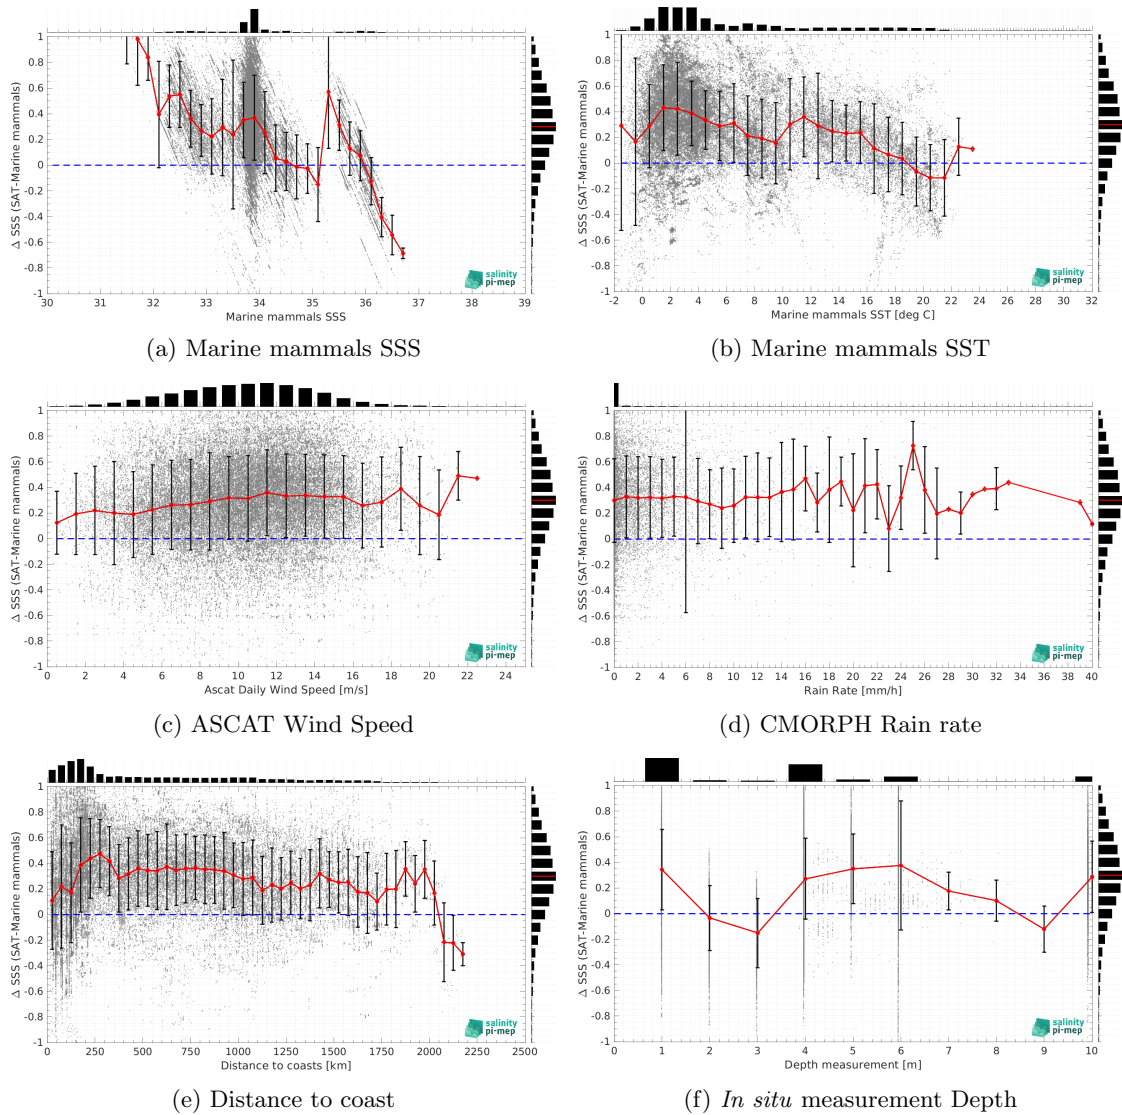 1
0.8
0.6
0.4
0.2
0
-0.2
-0.4
-0.6
-0.8
-1
Δ SSS (SAT-Marine mammals)
salinity
pi-mep
30 31 32 33 34 35 36 37 38 39
Marine mammals SSS
(a) Marine mammals SSS
1
0.8
0.6
0.4
0.2
0
-0.2
-0.4
-0.6
-0.8
-1
Δ SSS (SAT-Marine mammals)
salinity
pi-mep
-2 0 2 4 6 8 10 12 14 16 18 20 22 24 26 28 30 32
Marine mammals SST [deg C]
(b) Marine mammals SST
1
0.8
0.6
0.4
0.2
0
-0.2
-0.4
-0.6
-0.8
-1
Δ SSS (SAT-Marine mammals)
salinity
pi-mep
0 2 4 6 8 10 12 14 16 18 20 22 24
Ascat Daily Wind Speed [m/s]
(c) ASCAT Wind Speed
1
0.8
0.6
0.4
0.2
0
-0.2
-0.4
-0.6
-0.8
-1
Δ SSS (SAT-Marine mammals)
salinity
pi-mep
0 2 4 6 8 10 12 14 16 18 20 22 24 26 28 30 32 34 36 38 40
Rain Rate [mm/h]
(d) CMORPH Rain rate
1
0.8
0.6
0.4
0.2
0
-0.2
-0.4
-0.6
-0.8
-1
Δ SSS (SAT-Marine mammals)
salinity
pi-mep
0 250 500 750 1000 1250 1500 1750 2000 2250 2500
Distance to coasts [km]
(e) Distance to coast
1
0.8
0.6
0.4
0.2
0
-0.2
-0.4
-0.6
-0.8
-1
Δ SSS (SAT-Marine mammals)
salinity
pi-mep
0 1 2 3 4 5 6 7 8 9 10
Depth measurement [m]
(f) In situ measurement Depth